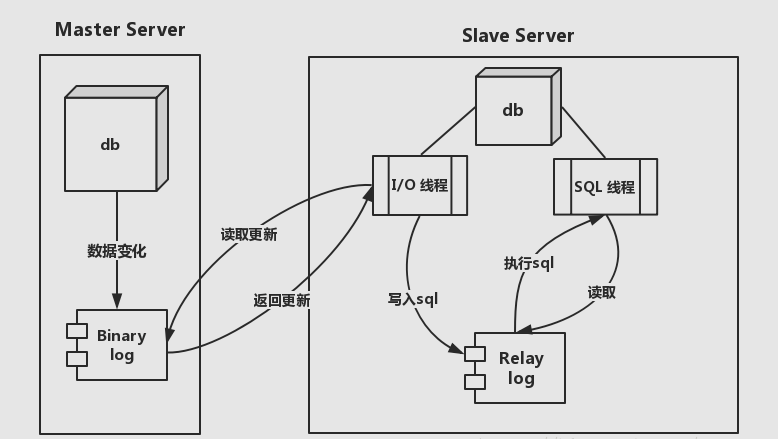 Master Server
Slave Server
db
db
I/O 线程
SQL 线程
读取更新
数据变化
执行sql
读取
返回更新
写入sql
Binary
log
Relay
log